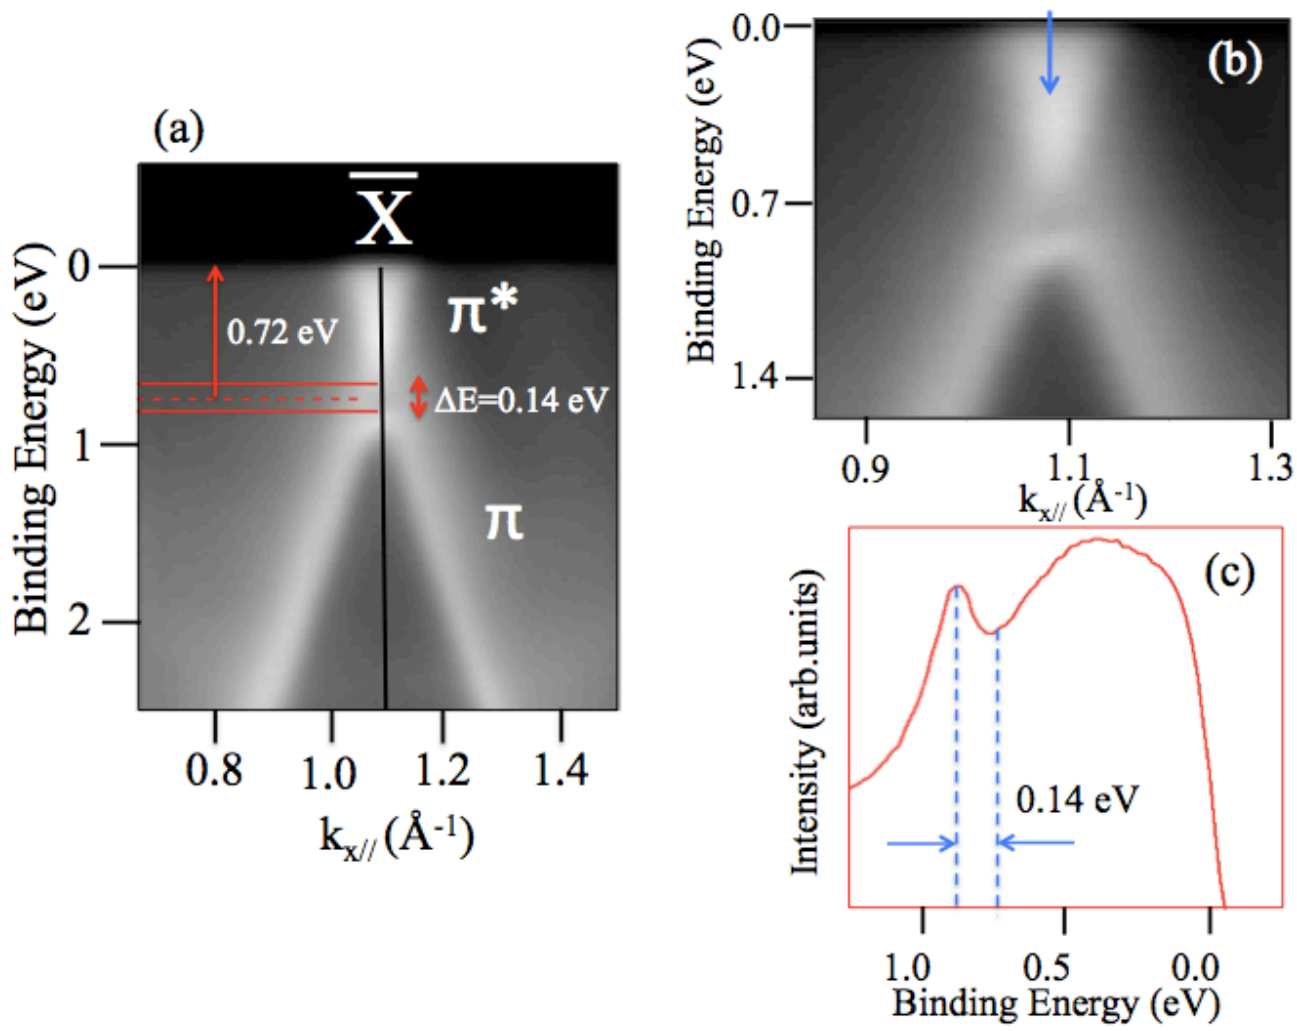 (a)
X
π*
0.72 eV
ΔE=0.14 eV
π
0
1
2
Binding Energy (eV)
0.8 1.0 1.2 1.4
kx// (Å-1)
(b)
0.0
0.7
1.4
Binding Energy (eV)
0.9 1.1 1.3
kx// (Å-1)
(c)
0.14 eV
Intensity (arb.units)
1.0 0.5 0.0
Binding Energy (eV)